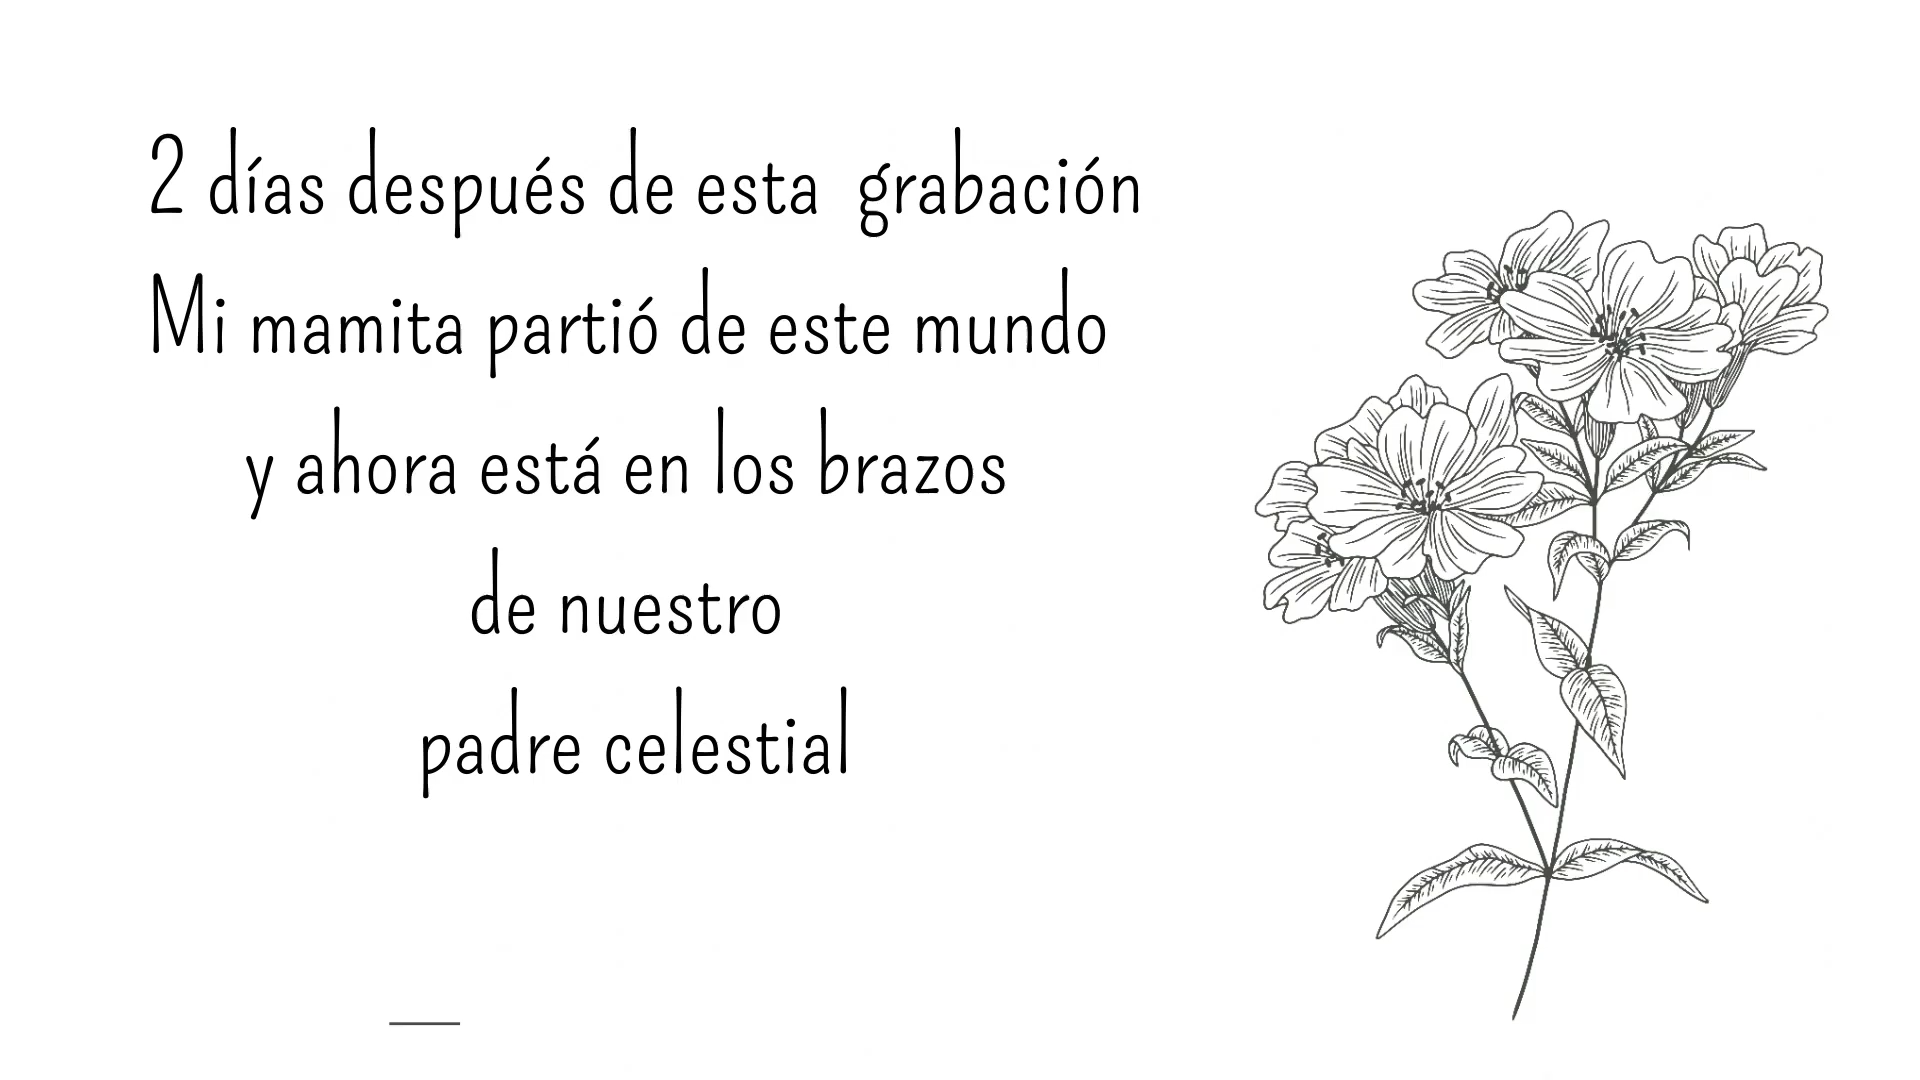 2 días después de esta grabación
Mi mamita partió de este mundo
y ahora está en los brazos
de nuestro
padre celestial